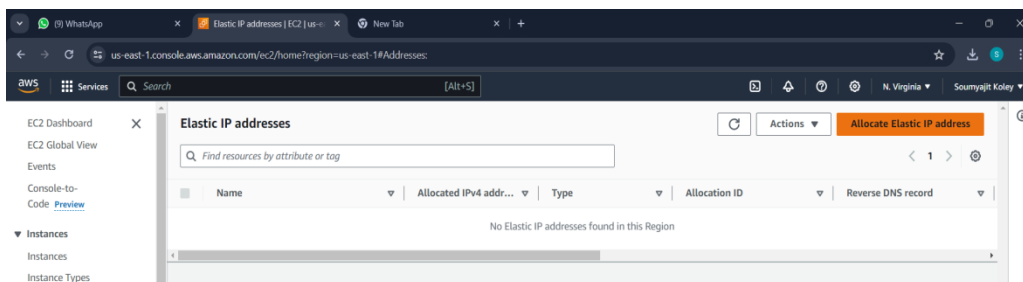 (9) WhatsApp
Elastic IP addresses | EC2 | us-e
New Tab
us-east-1.console.aws.amazon.com/ec2/home?region=us-east-1#Addresses:
S
aws
Services
Search
[Alt+S]
N. Virginia
Soumyajit Koley
EC2 Dashboard
EC2 Global View
Events
Console-to-
Code Preview
Instances
Instances
Instance Types
Elastic IP addresses
Actions
Allocate Elastic IP address
Find resources by attribute or tag
1
Name
Allocated IPv4 addr...
Type
Allocation ID
Reverse DNS record
No Elastic IP addresses found in this Region